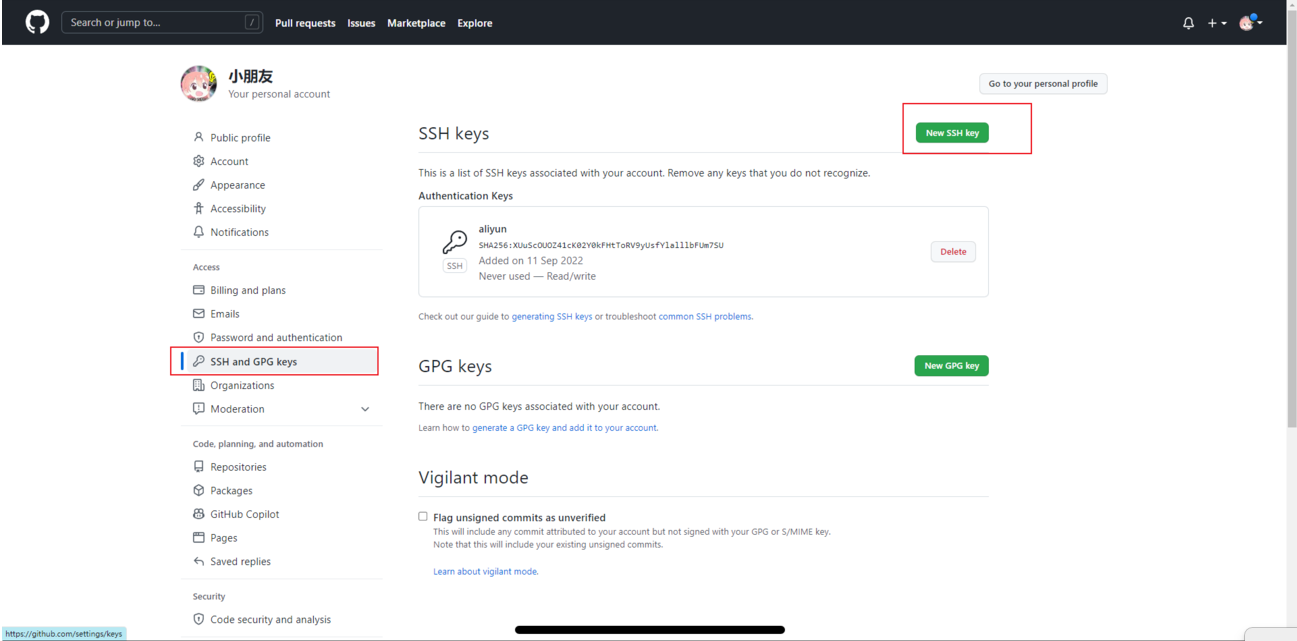 Search or jump to...
/
Pull requests
Issues
Marketplace
Explore
小朋友
Your personal account
Go to your personal profile
Public profile
Account
Appearance
Accessibility
Notifications
Access
Billing and plans
Emails
Password and authentication
SSH and GPG keys
Organizations
Moderation
Code, planning, and automation
Repositories
Packages
GitHub Copilot
Pages
Saved replies
Security
Code security and analysis
SSH keys
New SSH key
This is a list of SSH keys associated with your account. Remove any keys that you do not recognize.
Authentication Keys
SSH
aliyun
SHA256:XUuScOUOZ41cK02Y0kFHtToRV9yUsfYlalllbFUm7SU
Added on 11 Sep 2022
Never used — Read/write
Delete
Check out our guide to generating SSH keys or troubleshoot common SSH problems.
GPG keys
New GPG key
There are no GPG keys associated with your account.
Learn how to generate a GPG key and add it to your account.
Vigilant mode
Flag unsigned commits as unverified
This will include any commit attributed to your account but not signed with your GPG or S/MIME key.
Note that this will include your existing unsigned commits.
Learn about vigilant mode.
https://github.com/settings/keys